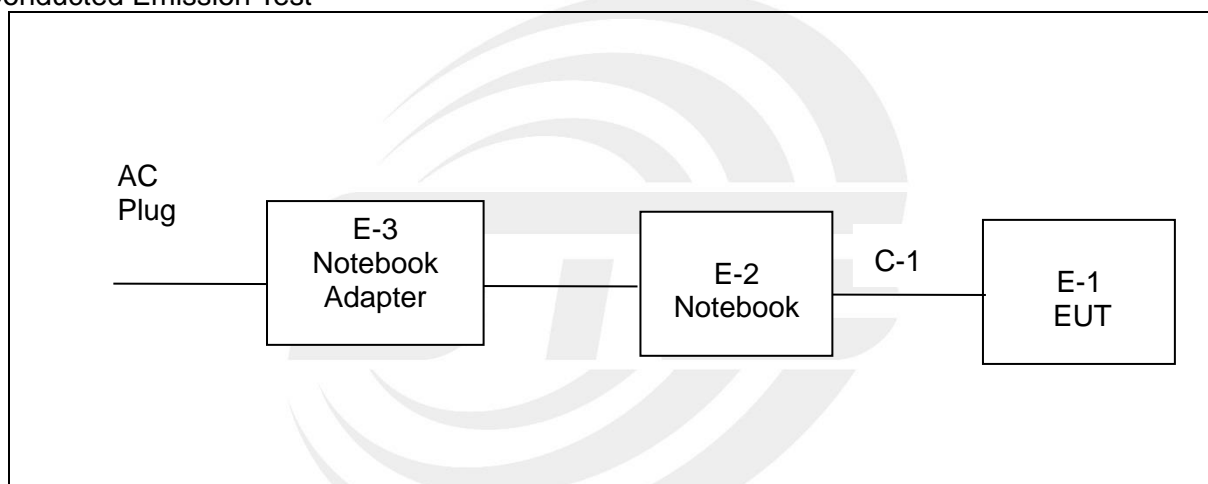 Conducted Emission Test
AC
Plug
E-3
Notebook
Adapter
E-2
Notebook
C-1
E-1
EUT